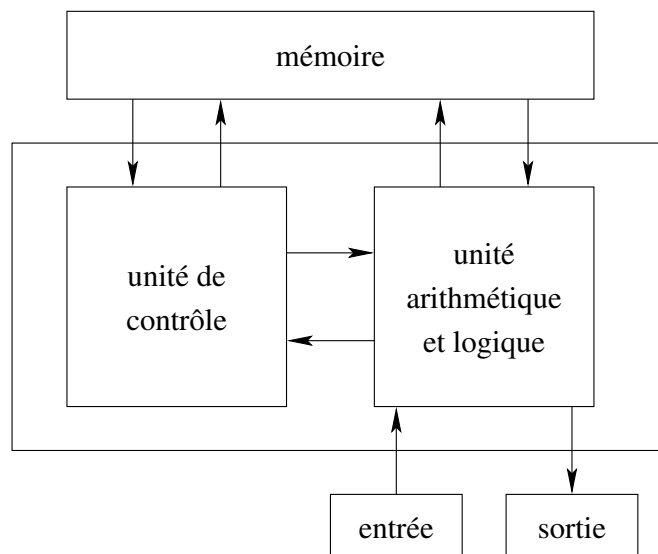 mémoire
unité de
contrôle
unité
arithmétique
et logique
entrée
sortie